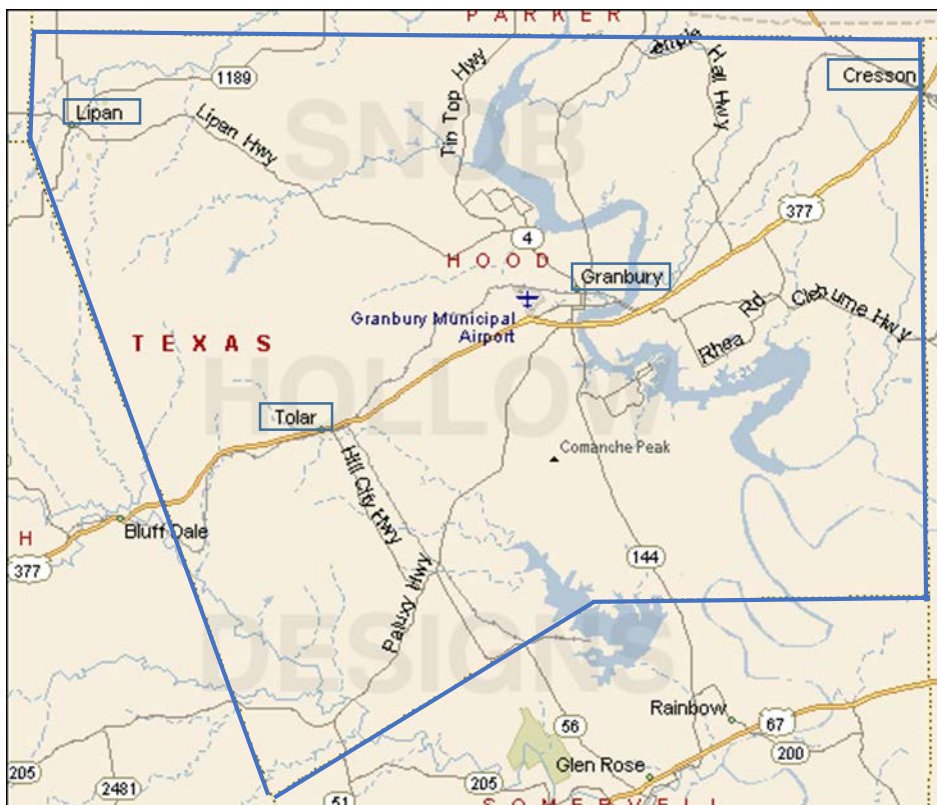 PARKER
Temple
Hall Hwy
Tin Top Hwy
Cresson
1189
Lipan
Lipan Hwy
SNOB
377
4
HOOD
Granbury
Granbury Municipal
Airport
Cleburne Hwy
Rhea Rd
TEXAS
HOLLOW
Tolar
Comanche Peak
Hill City Hwy
Bluff Dale
H
377
144
Paluxy Hwy
DESIGNS
Rainbow
56
67
200
205
Glen Rose
2481
205
51
SOMERVELL